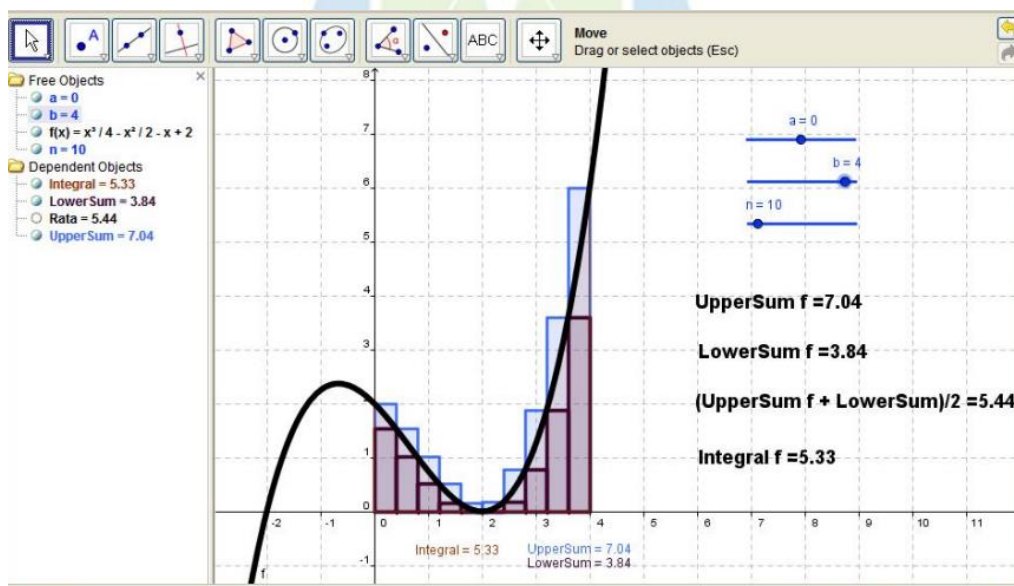 A
α
ABC
Move
Drag or select objects (Esc)
Free Objects
a = 0
b = 4
f(x) = x³ / 4 - x² / 2 - x + 2
n = 10
Dependent Objects
Integral = 5.33
LowerSum = 3.84
Rata = 5.44
UpperSum = 7.04
8
7
6
5
4
3
2
1
0
-1
-2 -1 0 1 2 3 4 5 6 7 8 9 10 11
f
a = 0
b = 4
n = 10
UpperSum f =7.04
LowerSum f =3.84
(UpperSum f + LowerSum)/2 =5.44
Integral f =5.33
Integral = 5.33
UpperSum = 7.04
LowerSum = 3.84